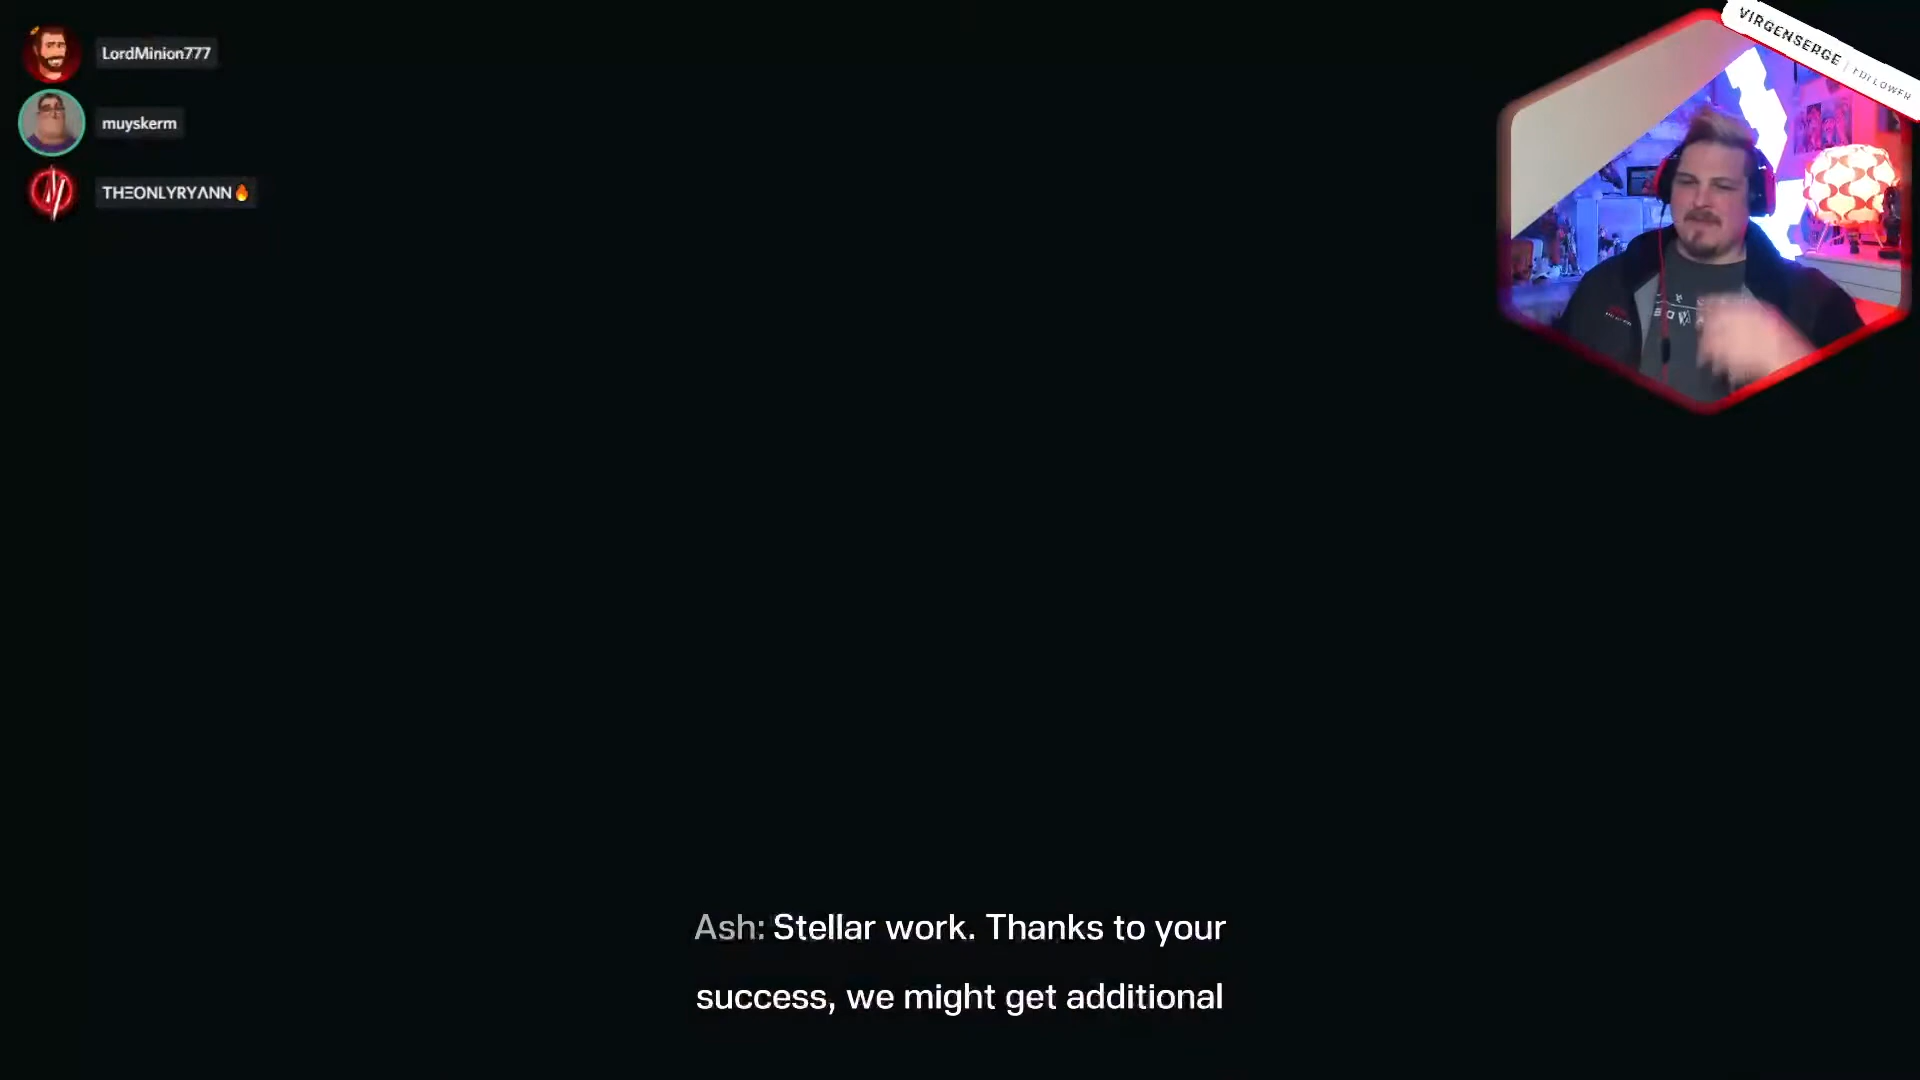 LordMinion777
muyskerm
THΞONLYRYΛNN🔥
VIRGENSERGE | FOLLOWER
Ash: Stellar work. Thanks to your
success, we might get additional